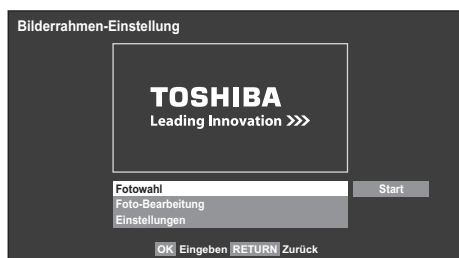 Bilderrahmen-Einstellung
TOSHIBA
Leading Innovation >>>
Fotowahl Start
Foto-Bearbeitung
Einstellungen
OK Eingeben RETURN Zurück